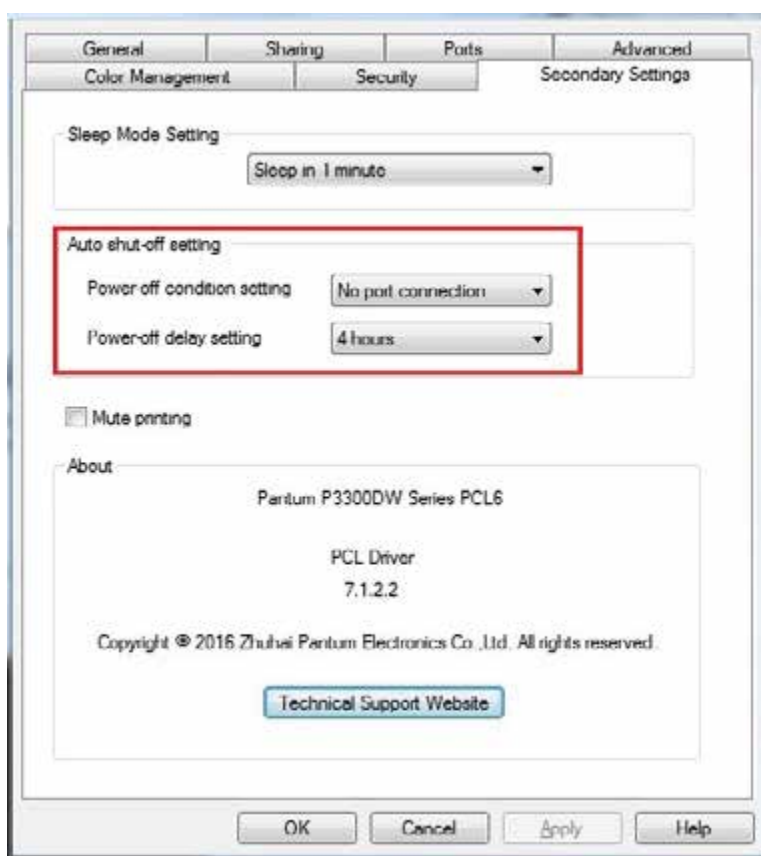 General Sharing Ports Advanced
Color Management Security Secondary Settings
Sleep Mode Setting
Sleep in 1 minute
Auto shut-off setting
Power off condition setting No port connection
Power-off delay setting 4 hours
Mute printing
About
Pantum P3300DW Series PCL6
PCL Driver
7.1.2.2
Copyright © 2016 Zhuhai Pantum Electronics Co.,Ltd. All rights reserved.
Technical Support Website
OK Cancel Apply Help